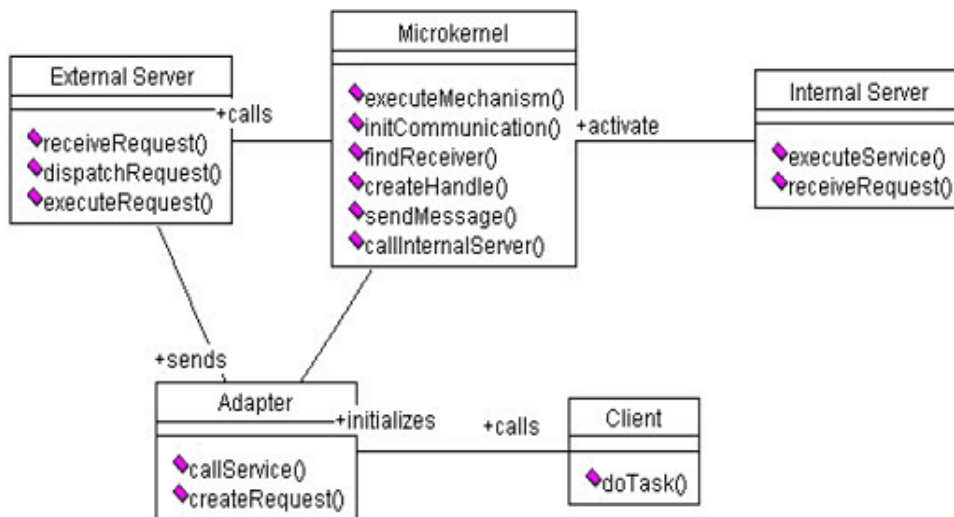 Microkernel
executeMechanism()
initCommunication()
findReceiver()
createHandle()
sendMessage()
callInternalServer()
External Server
receiveRequest()
dispatchRequest()
executeRequest()
+calls
+activate
Internal Server
executeService()
receiveRequest()
+sends
Adapter
callService()
createRequest()
+initializes
+calls
Client
doTask()